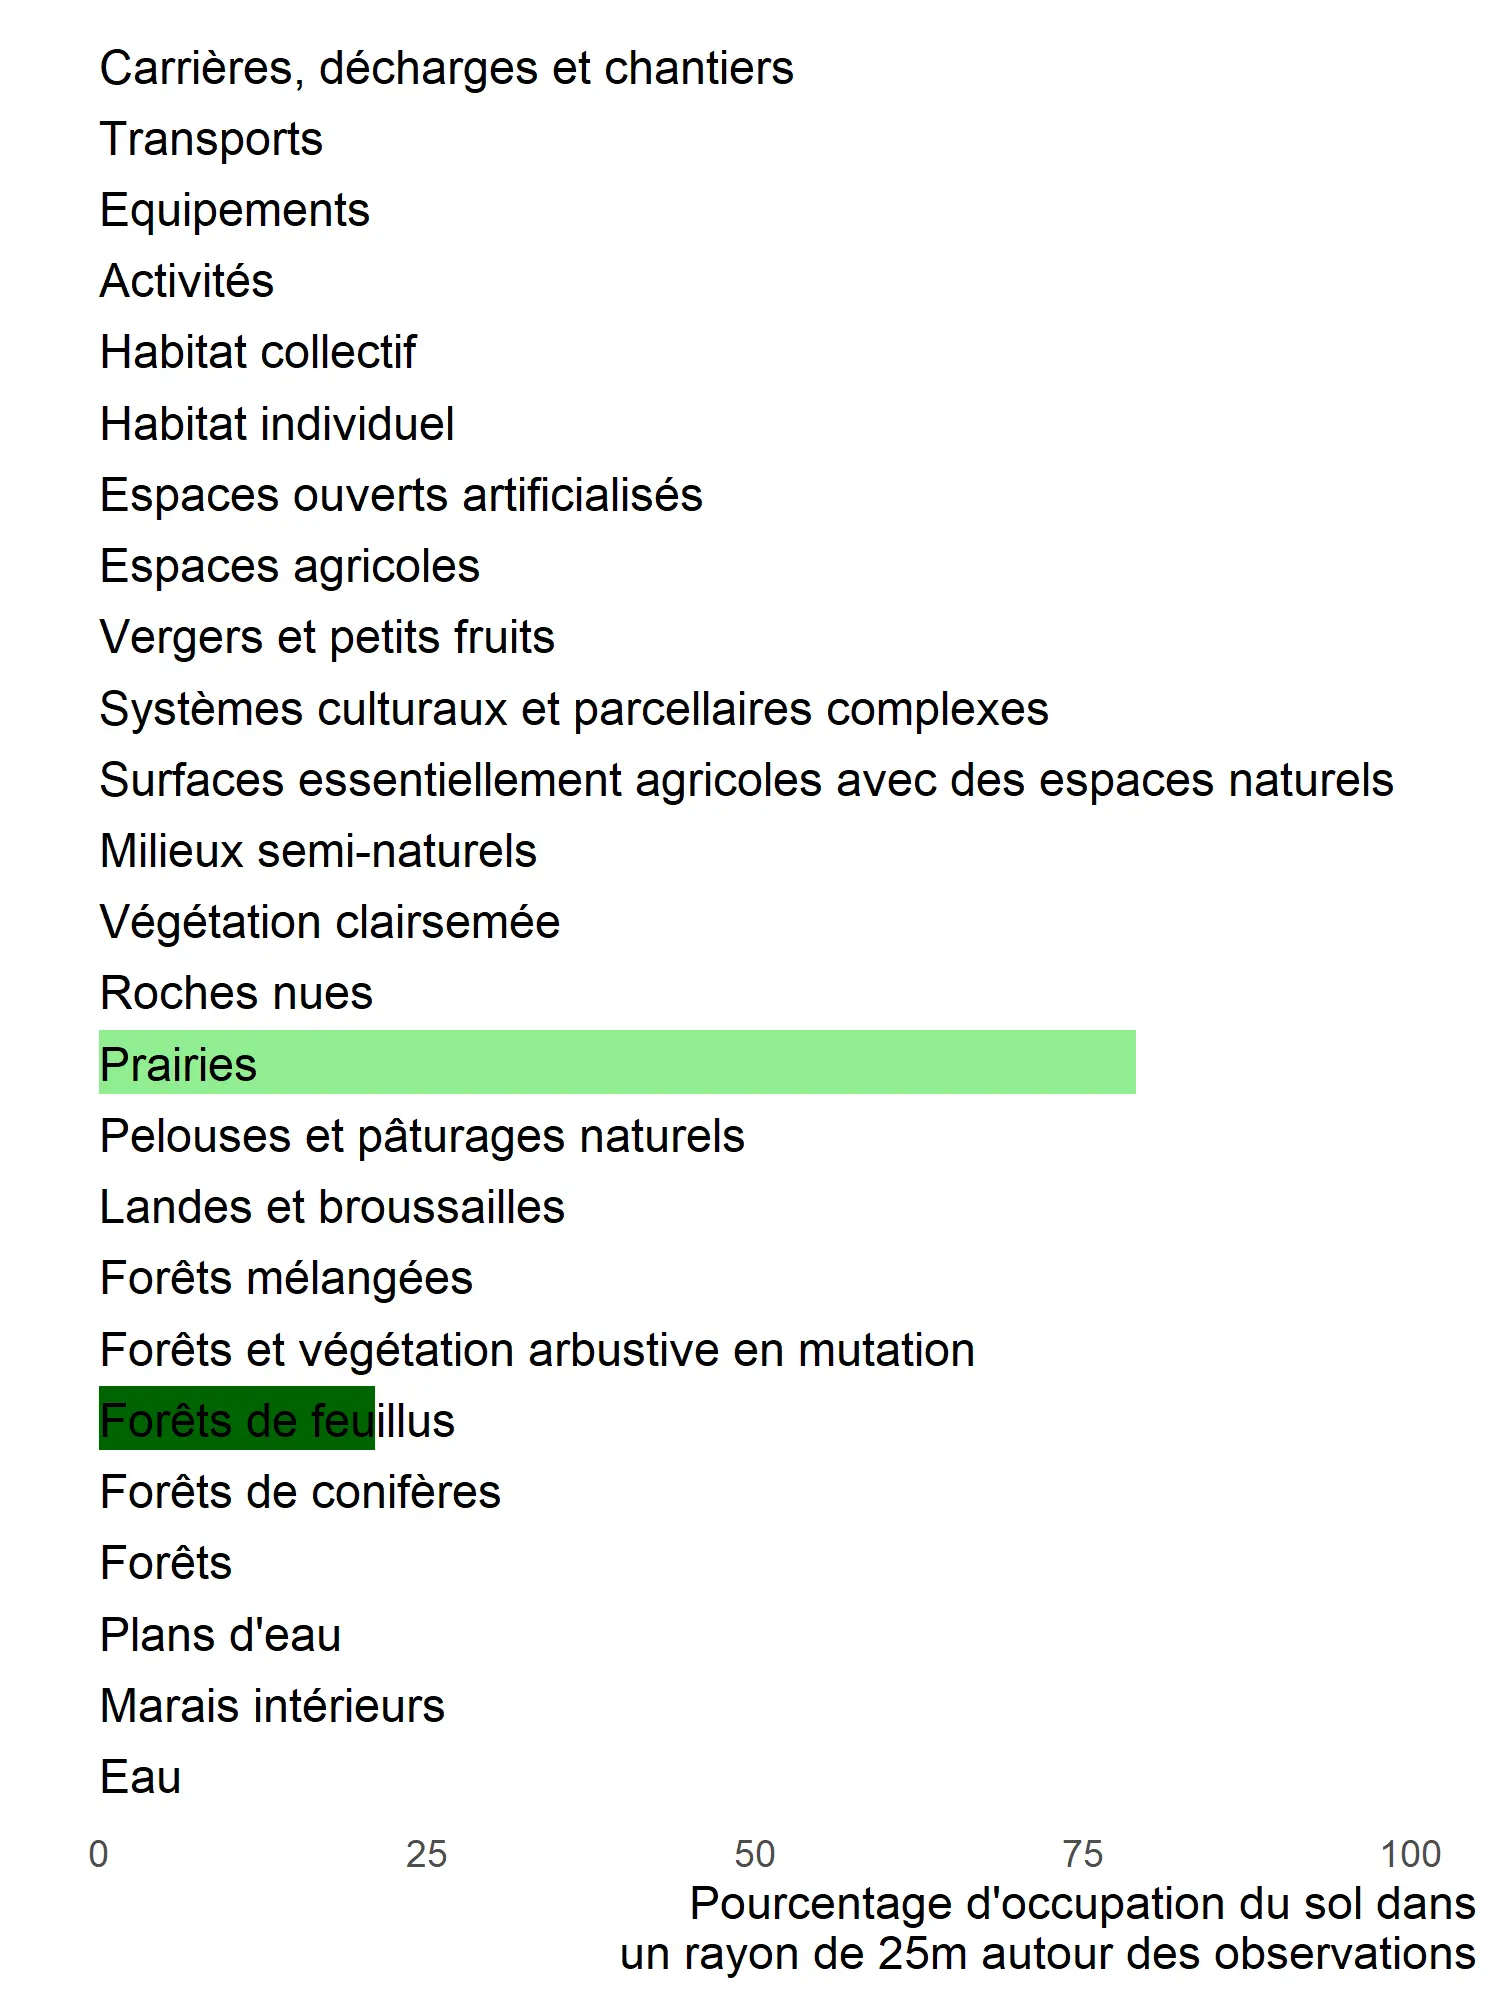 Carrières, décharges et chantiers
Transports
Equipements
Activités
Habitat collectif
Habitat individuel
Espaces ouverts artificialisés
Espaces agricoles
Vergers et petits fruits
Systèmes culturaux et parcellaires complexes
Surfaces essentiellement agricoles avec des espaces naturels
Milieux semi-naturels
Végétation clairsemée
Roches nues
Prairies
Pelouses et pâturages naturels
Landes et broussailles
Forêts mélangées
Forêts et végétation arbustive en mutation
Forêts de feuillus
Forêts de conifères
Forêts
Plans d'eau
Marais intérieurs
Eau
0 25 50 75 100
Pourcentage d'occupation du sol dans
un rayon de 25m autour des observations